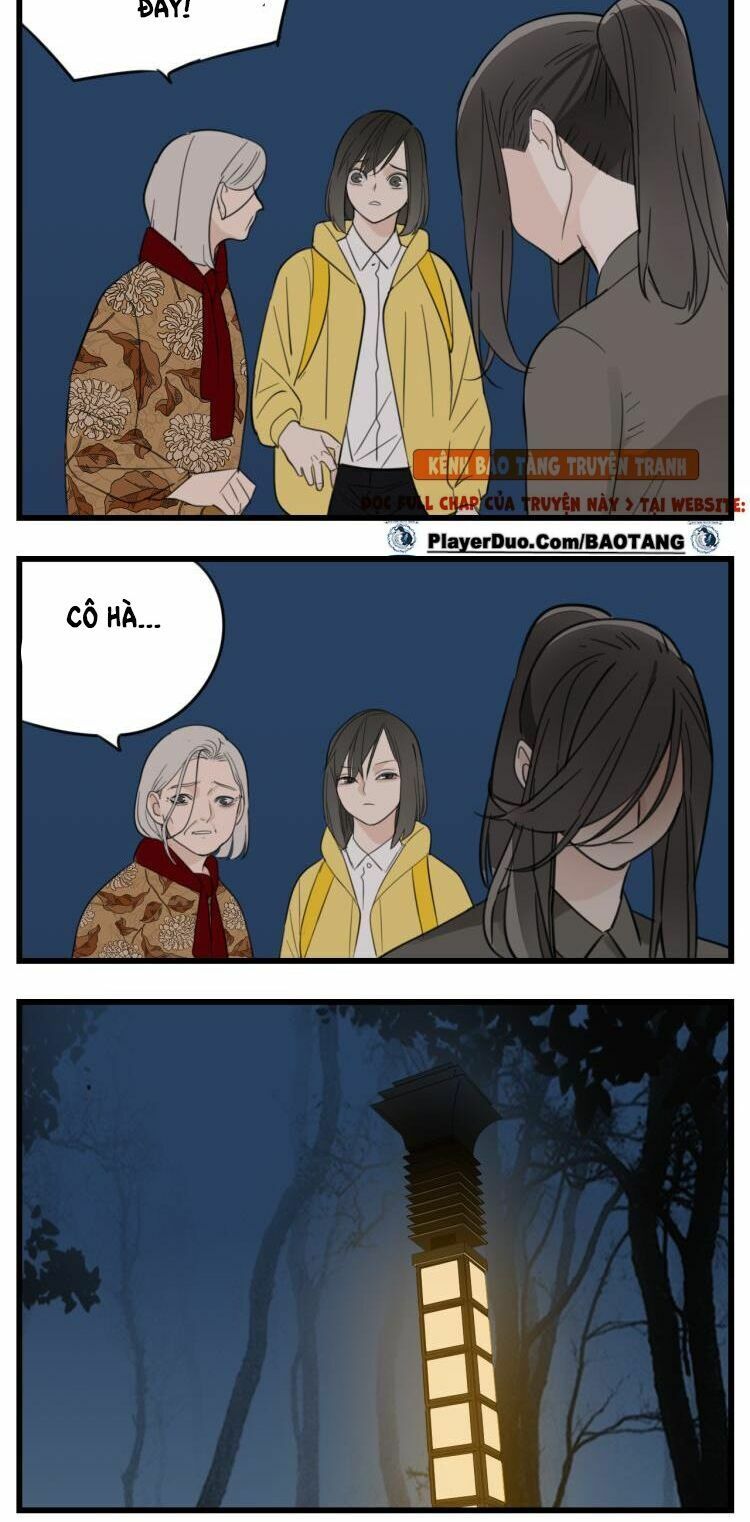 ĐÂY!
KÊNH BẢO TÀNG TRUYỆN TRANH
ĐỌC FULL CHAP CỦA TRUYỆN NÀY > TẠI WEBSITE:
PlayerDuo.Com/BAOTANG
CÔ HÀ...